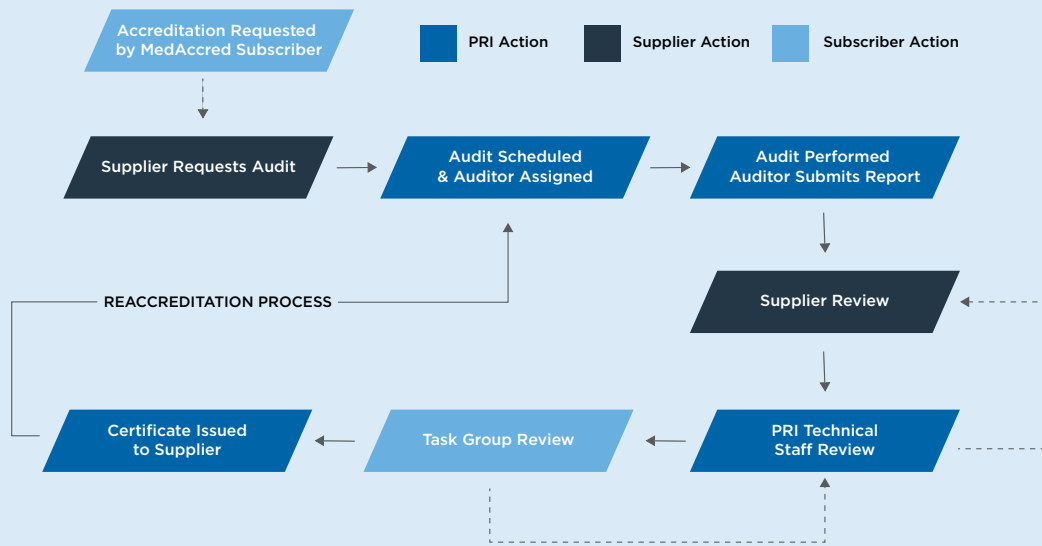 Accreditation Requested
by MedAccred Subscriber
PRI Action
Supplier Action
Subscriber Action
Supplier Requests Audit
Audit Scheduled
& Auditor Assigned
Audit Performed
Auditor Submits Report
Supplier Review
REACCREDITATION PROCESS
Certificate Issued
to Supplier
Task Group Review
PRI Technical
Staff Review